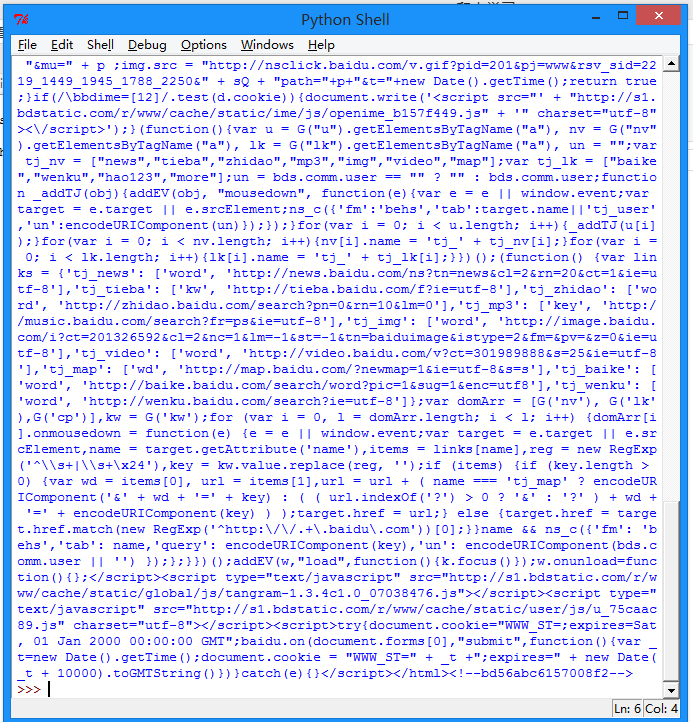 Python Shell
File Edit Shell Debug Options Windows Help
"&mu=" + p ;img.src = "http://nsclick.baidu.com/v.gif?pid=201&pj=www&rsv_sid=22
19_1449_1945_1788_2250&" + sQ + "path="+p+"&t="+new Date().getTime();return true
;}if(/\bbdime=[12]/.test(d.cookie)){document.write('<script src="' + "http://s1.
bdstatic.com/r/www/cache/static/ime/js/openime_b157f449.js" + '" charset="utf-8"
><\/script>');}(function(){var u = G("u").getElementsByTagName("a"), nv = G("nv"
).getElementsByTagName("a"), lk = G("lk").getElementsByTagName("a"), un = "";var
tj_nv = ["news","tieba","zhidao","mp3","img","video","map"];var tj_lk = ["baike
","wenku","hao123","more"];un = bds.comm.user == "" ? "" : bds.comm.user;functio
n _addTJ(obj){addEV(obj, "mousedown", function(e){var e = e || window.event;var
target = e.target || e.srcElement;ns_c({'fm':'behs','tab':target.name||'tj_user'
,'un':encodeURIComponent(un)});});}for(var i = 0; i < u.length; i++){_addTJ(u[i]
);}for(var i = 0; i < nv.length; i++){nv[i].name = 'tj_' + tj_nv[i];}for(var i =
0; i < lk.length; i++){lk[i].name = 'tj_' + tj_lk[i];}})();(function() {var lin
ks = {'tj_news': ['word', 'http://news.baidu.com/ns?tn=news&cl=2&rn=20&ct=1&ie=u
tf-8'],'tj_tieba': ['kw', 'http://tieba.baidu.com/f?ie=utf-8'],'tj_zhidao': ['wo
rd', 'http://zhidao.baidu.com/search?pn=0&rn=10&lm=0'],'tj_mp3': ['key', 'http:/
/music.baidu.com/search?fr=ps&ie=utf-8'],'tj_img': ['word', 'http://image.baidu.
com/i?ct=201326592&cl=2&nc=1&lm=-1&st=-1&tn=baiduimage&istype=2&fm=&pv=&z=0&ie=u
tf-8'],'tj_video': ['word', 'http://video.baidu.com/v?ct=301989888&s=25&ie=utf-8
'],'tj_map': ['wd', 'http://map.baidu.com/?newmap=1&ie=utf-8&s=s'],'tj_baike': [
'word', 'http://baike.baidu.com/search/word?pic=1&sug=1&enc=utf8'],'tj_wenku': [
'word', 'http://wenku.baidu.com/search?ie=utf-8']};var domArr = [G('nv'), G('lk'
),G('cp')],kw = G('kw');for (var i = 0, l = domArr.length; i < l; i++) {domArr[i
].onmousedown = function(e) {e = e || window.event;var target = e.target || e.sr
cElement,name = target.getAttribute('name'),items = links[name],reg = new RegExp
('^\\s+|\\s+\x24'),key = kw.value.replace(reg, '');if (items) {if (key.length >
0) {var wd = items[0], url = items[1],url = url + ( name === 'tj_map' ? encodeUR
IComponent('&' + wd + '=' + key) : ( ( url.indexOf('?') > 0 ? '&' : '?' ) + wd +
'=' + encodeURIComponent(key) ) );target.href = url;} else {target.href = targe
t.href.match(new RegExp('^http:\/\/.+\.baidu\.com'))[0];}}name && ns_c({'fm': 'b
ehs','tab': name,'query': encodeURIComponent(key),'un': encodeURIComponent(bds.c
omm.user || '') });};}})();addEV(w,"load",function(){k.focus()});w.onunload=func
tion(){};</script><script type="text/javascript" src="http://s1.bdstatic.com/r/w
ww/cache/static/global/js/tangram-1.3.4c1.0_07038476.js"></script><script type="
text/javascript" src="http://s1.bdstatic.com/r/www/cache/static/user/js/u_75caac
89.js" charset="utf-8"></script><script>try{document.cookie="WWW_ST=;expires=Sat
, 01 Jan 2000 00:00:00 GMT";baidu.on(document.forms[0],"submit",function(){var _
t=new Date().getTime();document.cookie = "WWW_ST=" + _t +";expires=" + new Date(
_t + 10000).toGMTString()})}catch(e){}</script></html><!--bd56abc6157008f2-->
>>>
Ln: 6 Col: 4